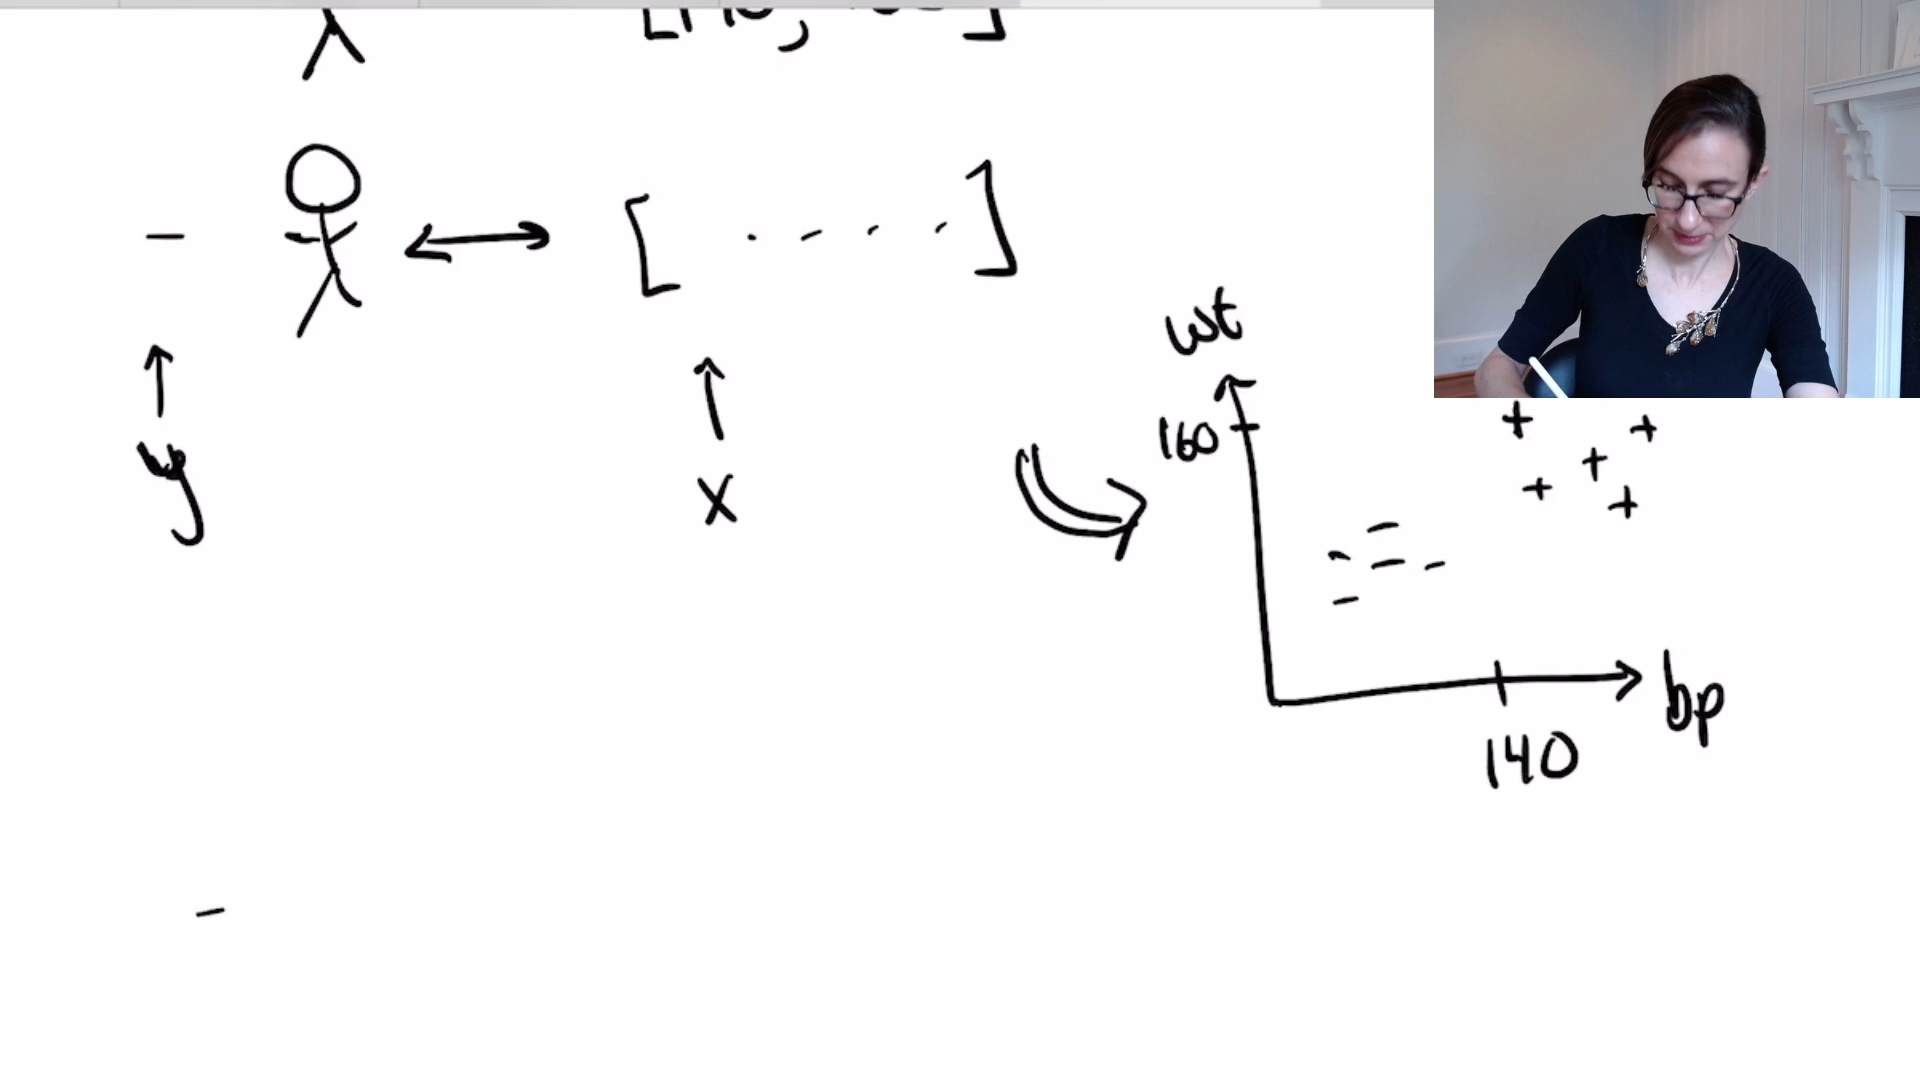 [ . - - - ]
wt
160
y
x
- - - -
-
+ + + + +
bp
140